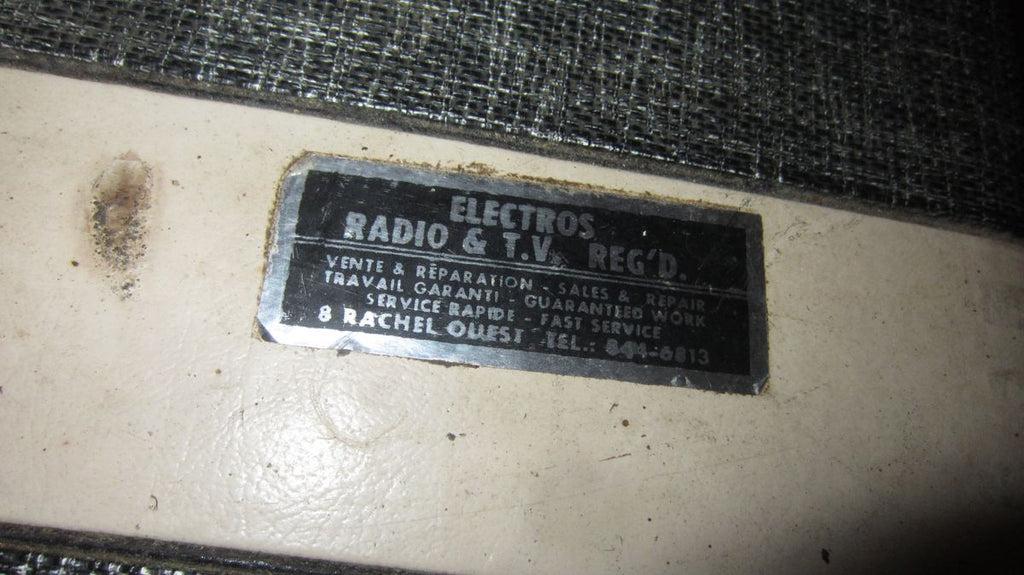 ELECTROS
RADIO & T.V. REG'D.
VENTE & RÉPARATION - SALES & REPAIR
TRAVAIL GARANTI - GUARANTEED WORK
SERVICE RAPIDE - FAST SERVICE
8 RACHEL OUEST - TEL.: 844-6813